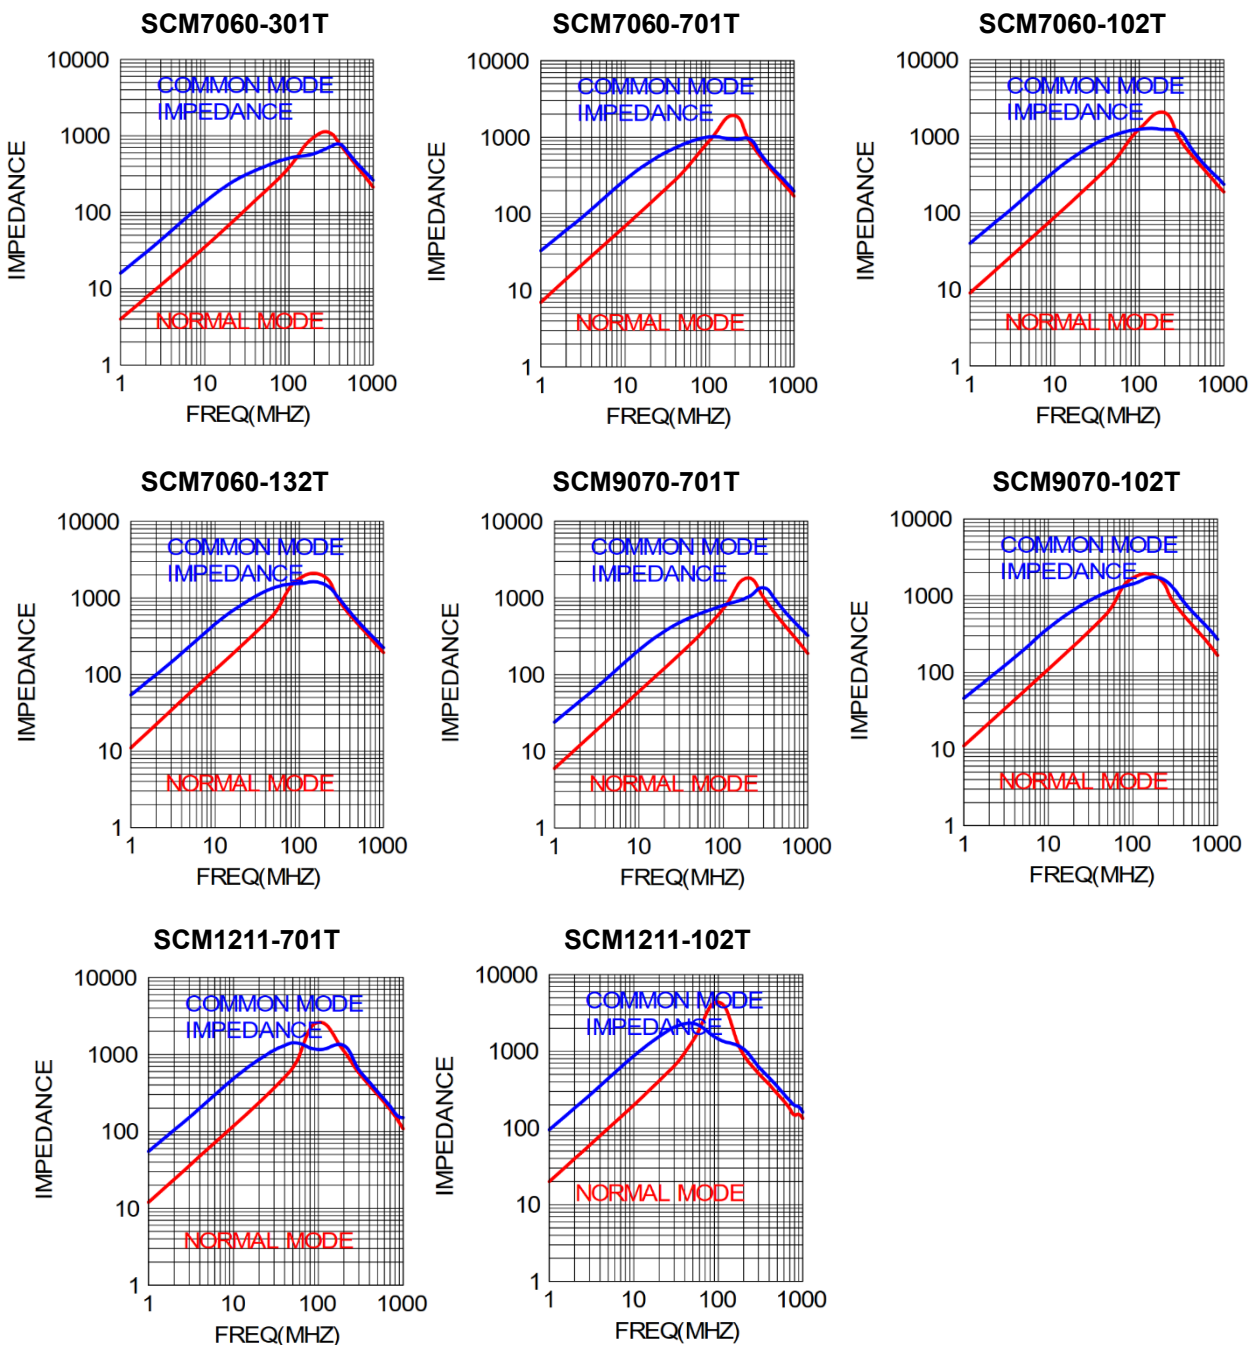 SCM7060-301T
10000
COMMON MODE
IMPEDANCE
1000
100
10
NORMAL MODE
1
1 10 100 1000
FREQ(MHZ)
IMPEDANCE
SCM7060-701T
10000
COMMON MODE
IMPEDANCE
1000
100
10
NORMAL MODE
1
1 10 100 1000
FREQ(MHZ)
IMPEDANCE
SCM7060-102T
10000
COMMON MODE
IMPEDANCE
1000
100
10
NORMAL MODE
1
1 10 100 1000
FREQ(MHZ)
IMPEDANCE
SCM7060-132T
10000
COMMON MODE
IMPEDANCE
1000
100
10
NORMAL MODE
1
1 10 100 1000
FREQ(MHZ)
IMPEDANCE
SCM9070-701T
10000
COMMON MODE
IMPEDANCE
1000
100
10
NORMAL MODE
1
1 10 100 1000
FREQ(MHZ)
IMPEDANCE
SCM9070-102T
10000
COMMON MODE
IMPEDANCE
1000
100
10
NORMAL MODE
1
1 10 100 1000
FREQ(MHZ)
IMPEDANCE
SCM1211-701T
10000
COMMON MODE
IMPEDANCE
1000
100
10
NORMAL MODE
1
1 10 100 1000
FREQ(MHZ)
IMPEDANCE
SCM1211-102T
10000
COMMON MODE
IMPEDANCE
1000
100
10
NORMAL MODE
1
1 10 100 1000
FREQ(MHZ)
IMPEDANCE